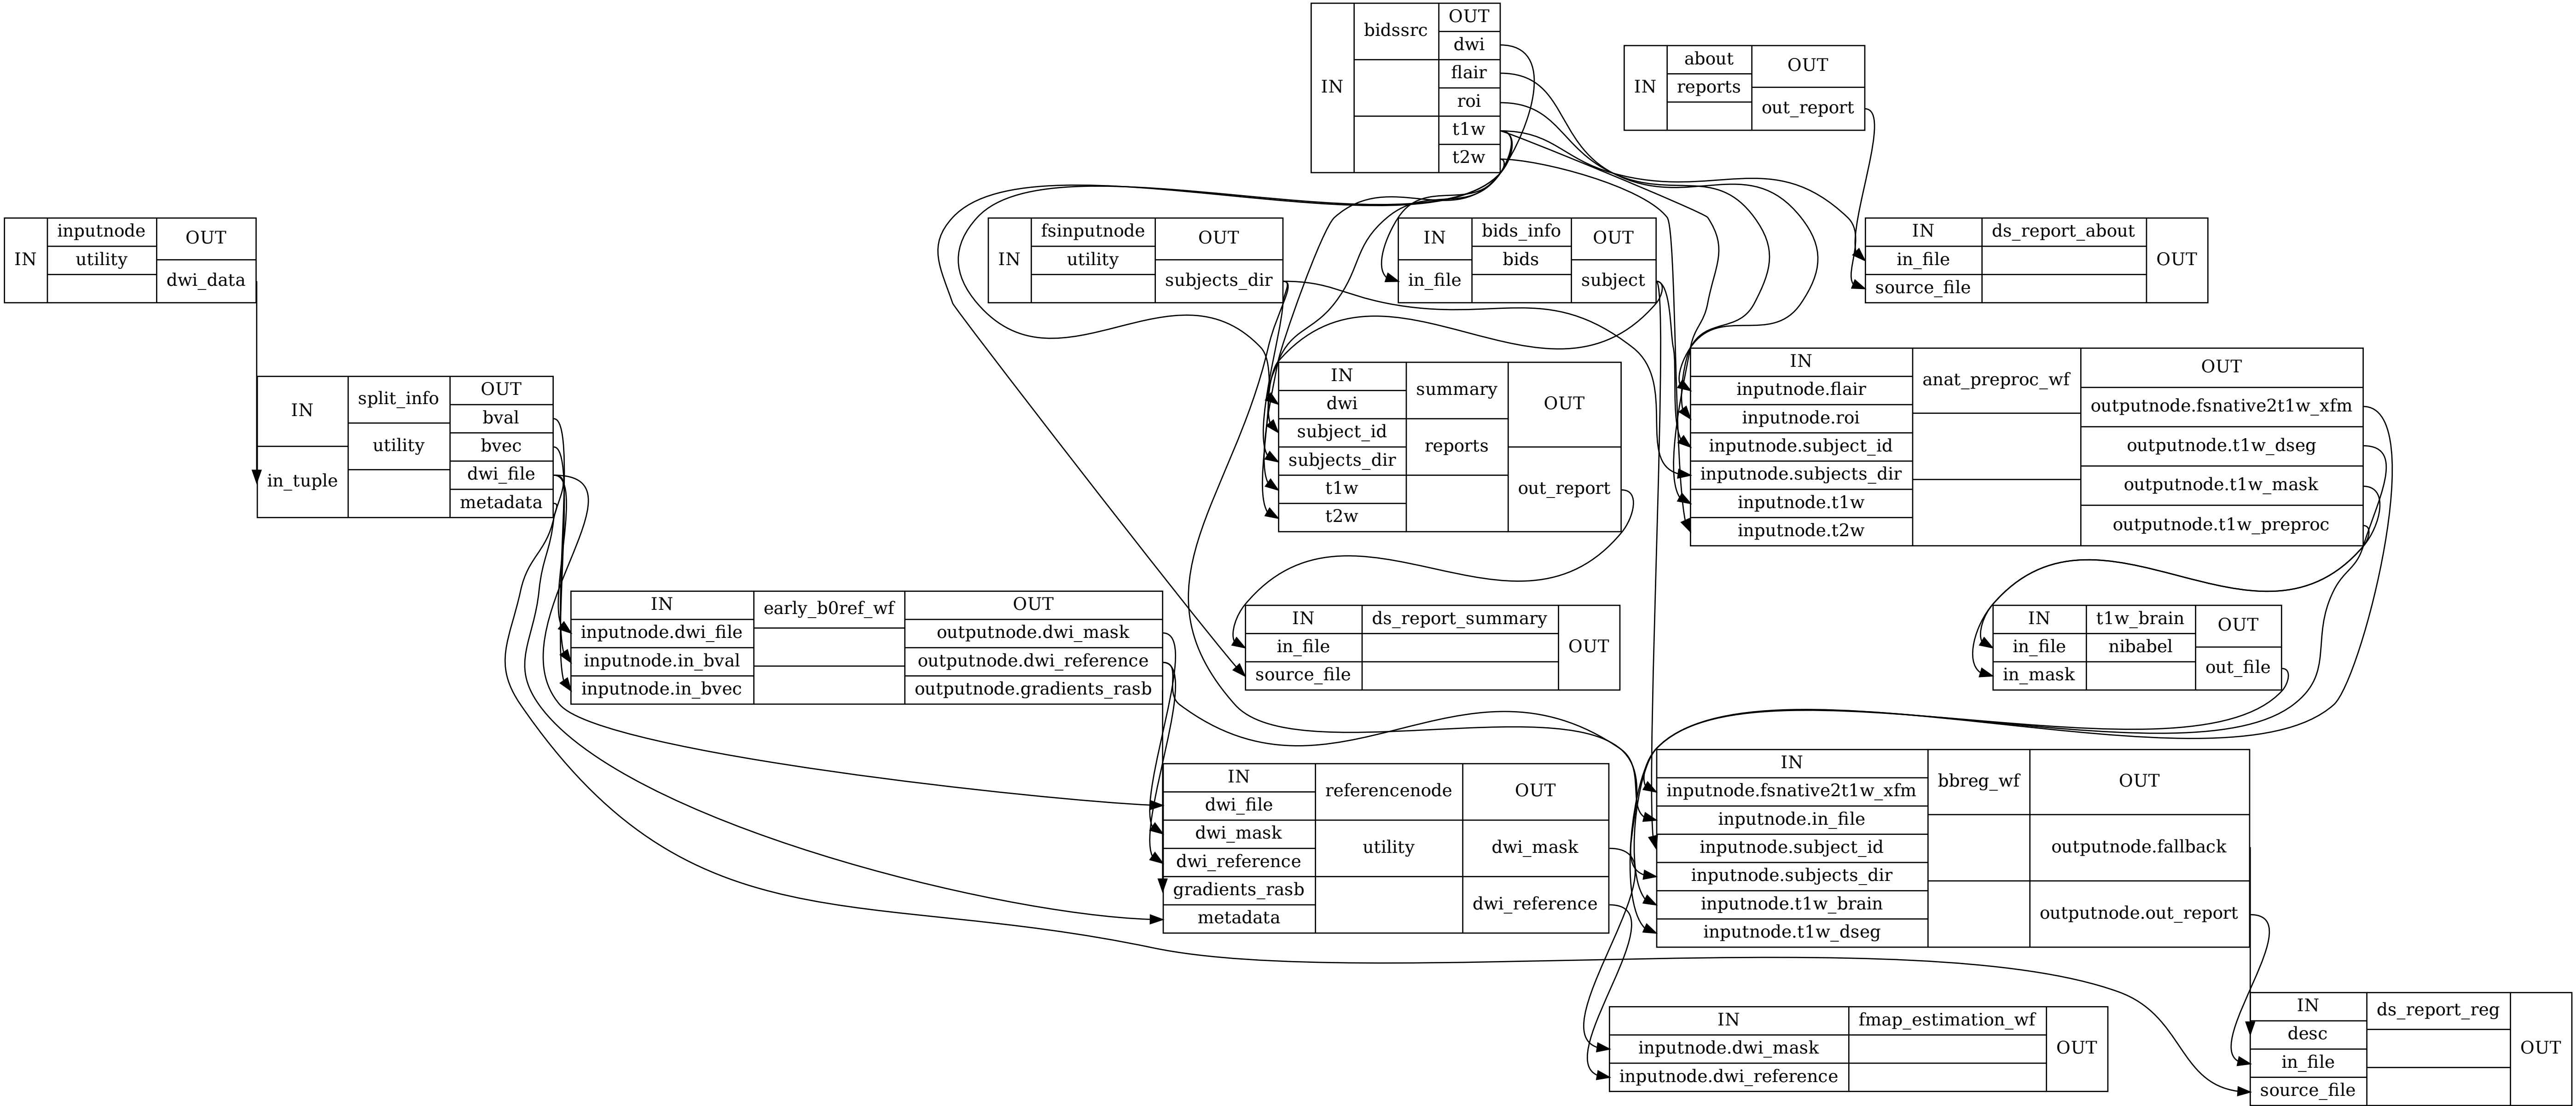 IN
bidssrc
OUT
dwi
flair
roi
t1w
t2w
IN
about
reports
OUT
out_report
IN
inputnode
utility
OUT
dwi_data
IN
fsinputnode
utility
OUT
subjects_dir
IN
in_file
bids_info
bids
OUT
subject
IN
in_file
source_file
ds_report_about
OUT
IN
in_tuple
split_info
utility
OUT
bval
bvec
dwi_file
metadata
IN
dwi
subject_id
subjects_dir
t1w
t2w
summary
reports
OUT
out_report
IN
inputnode.flair
inputnode.roi
inputnode.subject_id
inputnode.subjects_dir
inputnode.t1w
inputnode.t2w
anat_preproc_wf
OUT
outputnode.fsnative2t1w_xfm
outputnode.t1w_dseg
outputnode.t1w_mask
outputnode.t1w_preproc
IN
inputnode.dwi_file
inputnode.in_bval
inputnode.in_bvec
early_b0ref_wf
OUT
outputnode.dwi_mask
outputnode.dwi_reference
outputnode.gradients_rasb
IN
in_file
source_file
ds_report_summary
OUT
IN
in_file
in_mask
t1w_brain
nibabel
OUT
out_file
IN
dwi_file
dwi_mask
dwi_reference
gradients_rasb
metadata
referencenode
utility
OUT
dwi_mask
dwi_reference
IN
inputnode.fsnative2t1w_xfm
inputnode.in_file
inputnode.subject_id
inputnode.subjects_dir
inputnode.t1w_brain
inputnode.t1w_dseg
bbreg_wf
OUT
outputnode.fallback
outputnode.out_report
IN
inputnode.dwi_mask
inputnode.dwi_reference
fmap_estimation_wf
OUT
IN
desc
in_file
source_file
ds_report_reg
OUT